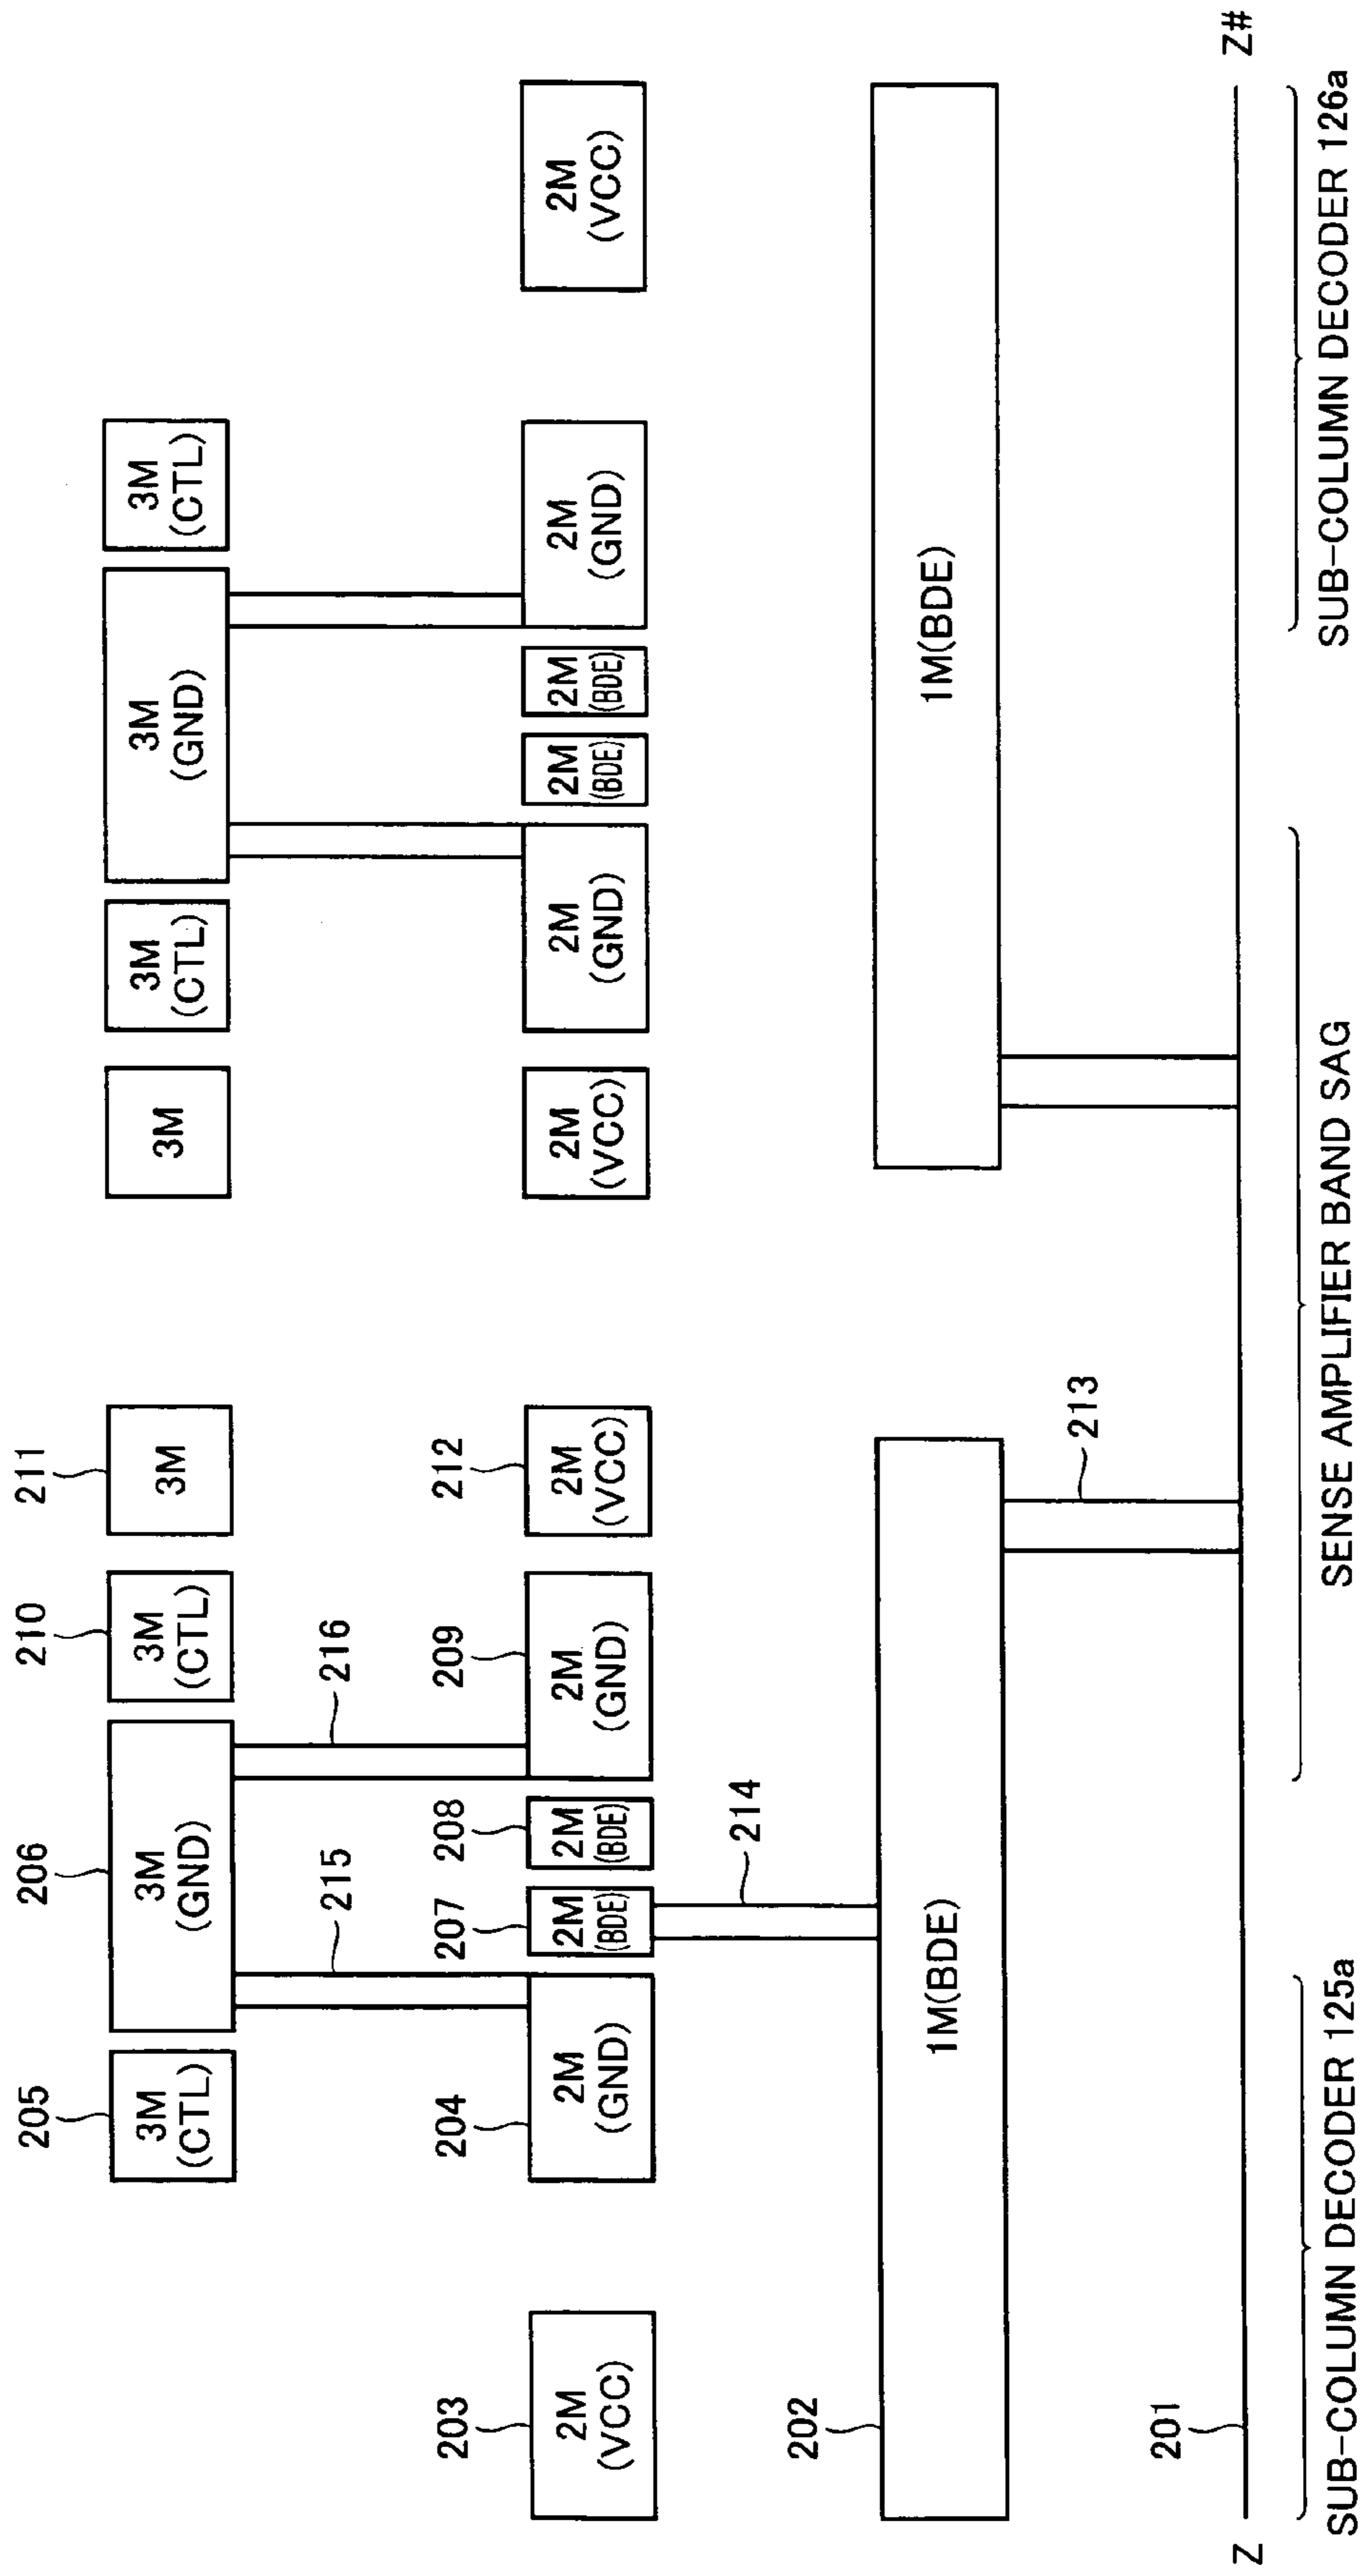 205
206
210
211
3M
(CTL)
3M
(GND)
3M
(CTL)
3M
3M
3M
(CTL)
3M
(GND)
3M
(CTL)
215
216
203
204
207
208
209
212
2M
(VCC)
2M
(GND)
2M
(BDE)
2M
(BDE)
2M
(GND)
2M
(VCC)
2M
(VCC)
2M
(GND)
2M
(BDE)
2M
(BDE)
2M
(GND)
2M
(VCC)
214
202
1M(BDE)
1M(BDE)
213
201
Z
Z#
SUB-COLUMN DECODER 125a
SENSE AMPLIFIER BAND SAG
SUB-COLUMN DECODER 126a